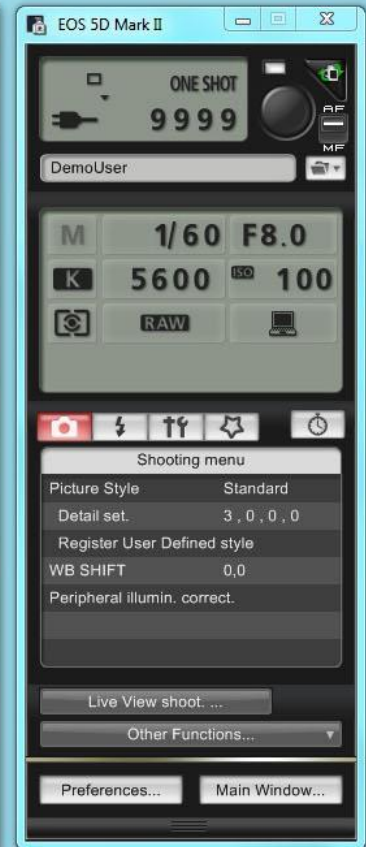 EOS 5D Mark II
ONE SHOT
9999
AF
MF
DemoUser
M 1/60 F8.0
K 5600 ISO 100
RAW
Shooting menu
Picture Style Standard
Detail set. 3 , 0 , 0 , 0
Register User Defined style
WB SHIFT 0,0
Peripheral illumin. correct.
Live View shoot. ...
Other Functions...
Preferences... Main Window...